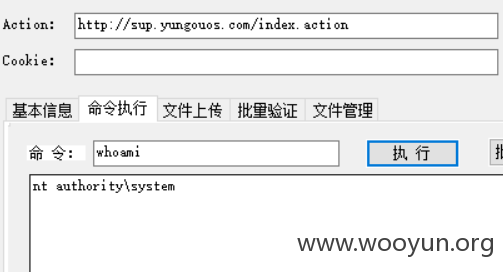 Action: http://sup.yungouos.com/index.action
Cookie:
基本信息 命令执行 文件上传 批量验证 文件管理
命 令: whoami 执 行
nt authority\system
www.wooyun.org